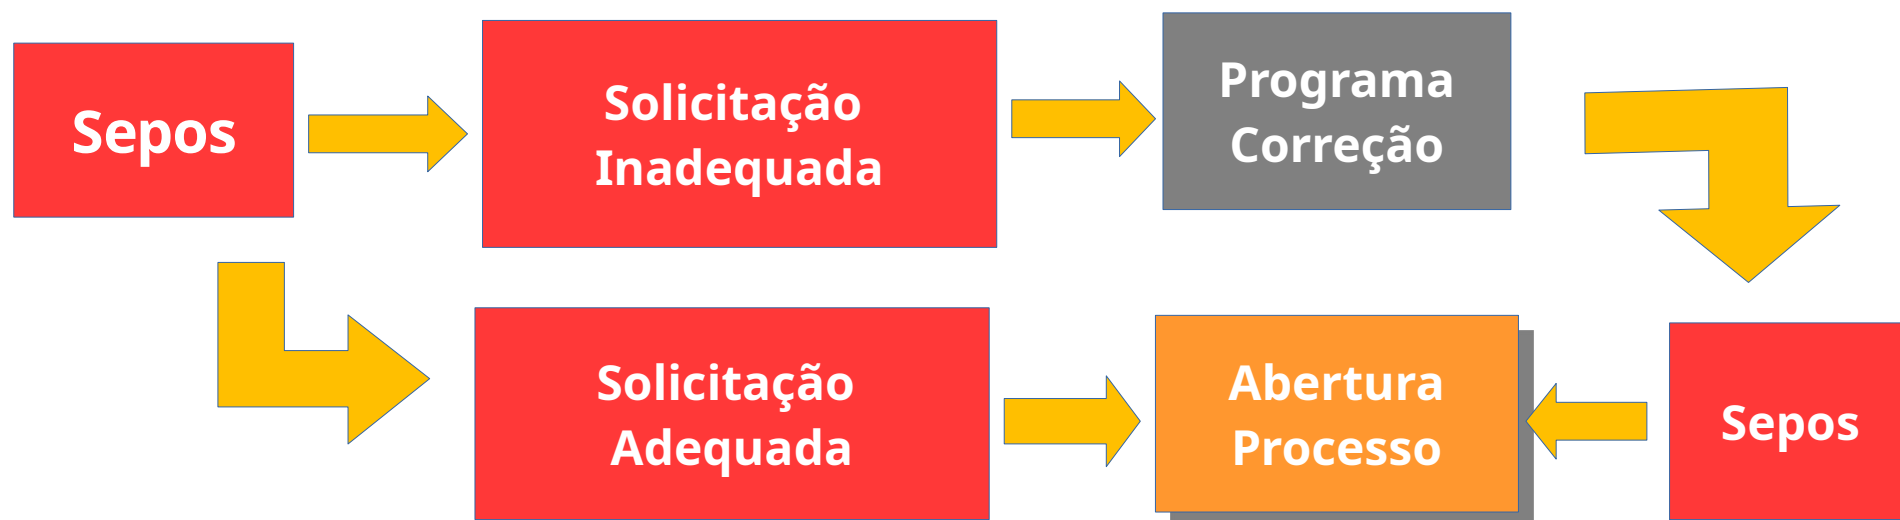 Sepos
Solicitação
Inadequada
Programa
Correção
Solicitação
Adequada
Abertura
Processo
Sepos